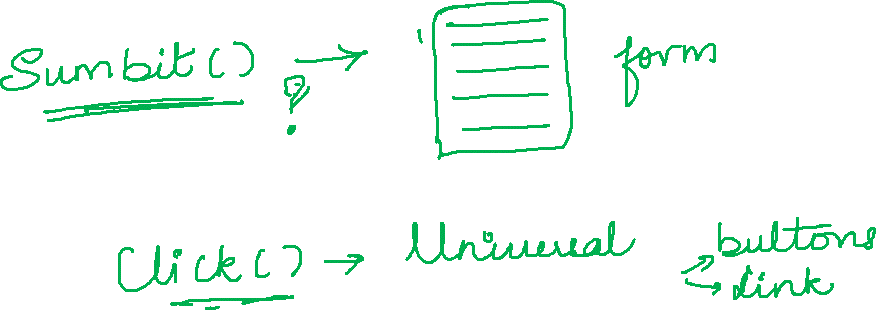 Sumbit() ? → form
Click() → Universal buttons
link